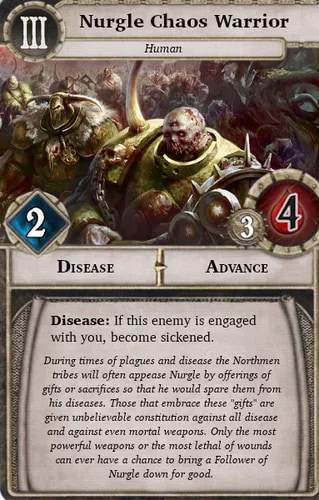 III
Nurgle Chaos Warrior
Human
2
3
4
Disease
Advance
Disease: If this enemy is engaged
with you, become sickened.
During times of plagues and disease the Northmen
tribes will often appease Nurgle by offerings of
gifts or sacrifices so that he would spare them from
his diseases. Those that embrace these "gifts" are
given unbelievable constitution against all disease
and against even mortal weapons. Only the most
powerful weapons or the most lethal of wounds
can ever have a chance to bring a Follower of
Nurgle down for good.